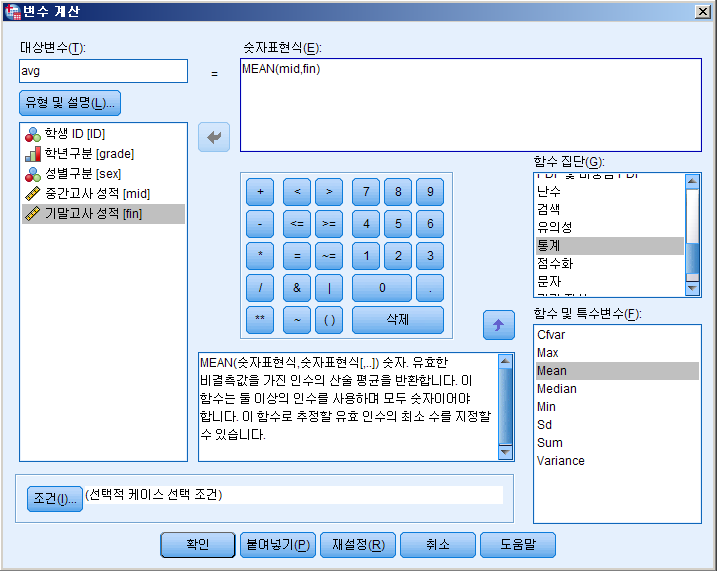 변수 계산
대상변수(T):
숫자표현식(E):
avg
=
MEAN(mid,fin)
유형 및 설명(L)...
학생 ID [ID]
학년구분 [grade]
성별구분 [sex]
중간고사 성적 [mid]
기말고사 성적 [fin]
+ < > 7 8 9
- <= >= 4 5 6
* = ~= 1 2 3
/ & | 0 .
** ~ ( ) 삭제
함수 집단(G):
난수
검색
유의성
통계
점수화
문자
함수 및 특수변수(F):
Cfvar
Max
Mean
Median
Min
Sd
Sum
Variance
MEAN(숫자표현식,숫자표현식[,..]) 숫자. 유효한
비결측값을 가진 인수의 산술 평균을 반환합니다. 이
함수는 둘 이상의 인수를 사용하며 모두 숫자이어야
합니다. 이 함수로 추정할 유효 인수의 최소 수를 지정할
수 있습니다.
조건(I)...
(선택적 케이스 선택 조건)
확인
붙여넣기(P)
재설정(R)
취소
도움말